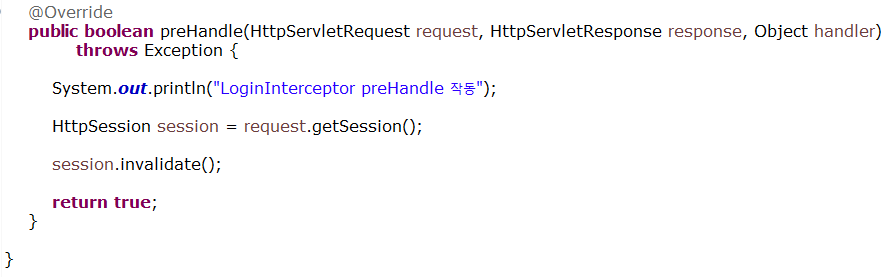 @Override
public boolean preHandle(HttpServletRequest request, HttpServletResponse response, Object handler)
throws Exception {
System.out.println("LoginInterceptor preHandle 작동");
HttpSession session = request.getSession();
session.invalidate();
return true;
}
}